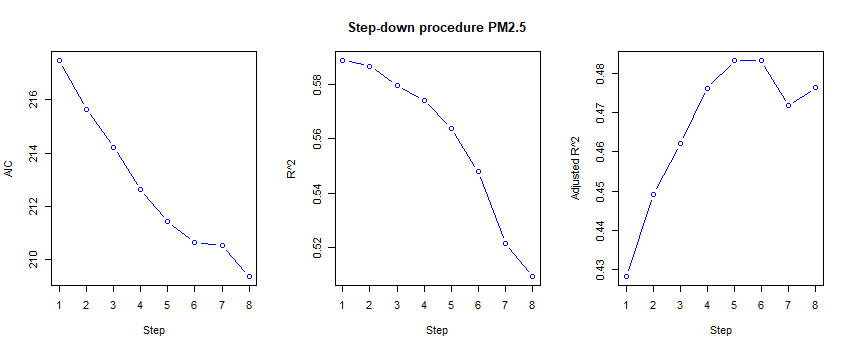 Step-down procedure PM2.5
AIC
216
214
212
210
1 2 3 4 5 6 7 8
Step
R^2
0.58
0.56
0.54
0.52
1 2 3 4 5 6 7 8
Step
Adjusted R^2
0.48
0.47
0.46
0.45
0.44
0.43
1 2 3 4 5 6 7 8
Step